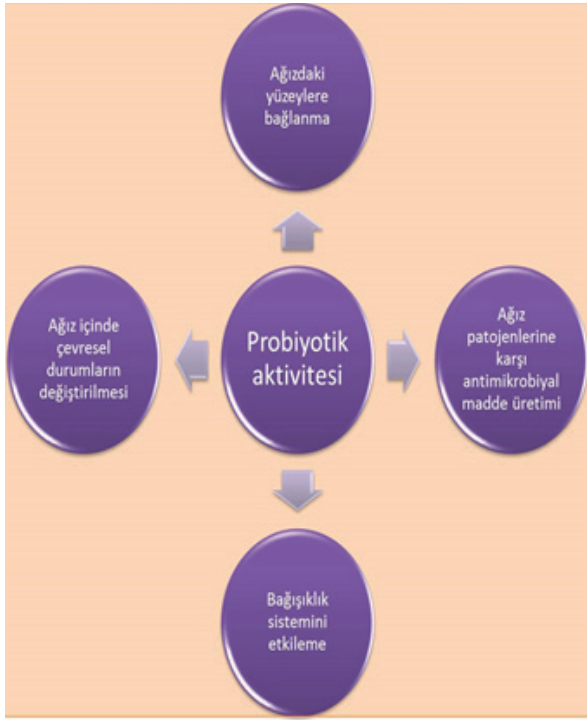 Ağızdaki
yüzeylere
bağlanma
Ağız içinde
çevresel
durumların
değiştirilmesi
Probiyotik
aktivitesi
Ağız
patojenlerine
karşı
antimikrobiyal
madde üretimi
Bağışıklık
sistemini
etkileme